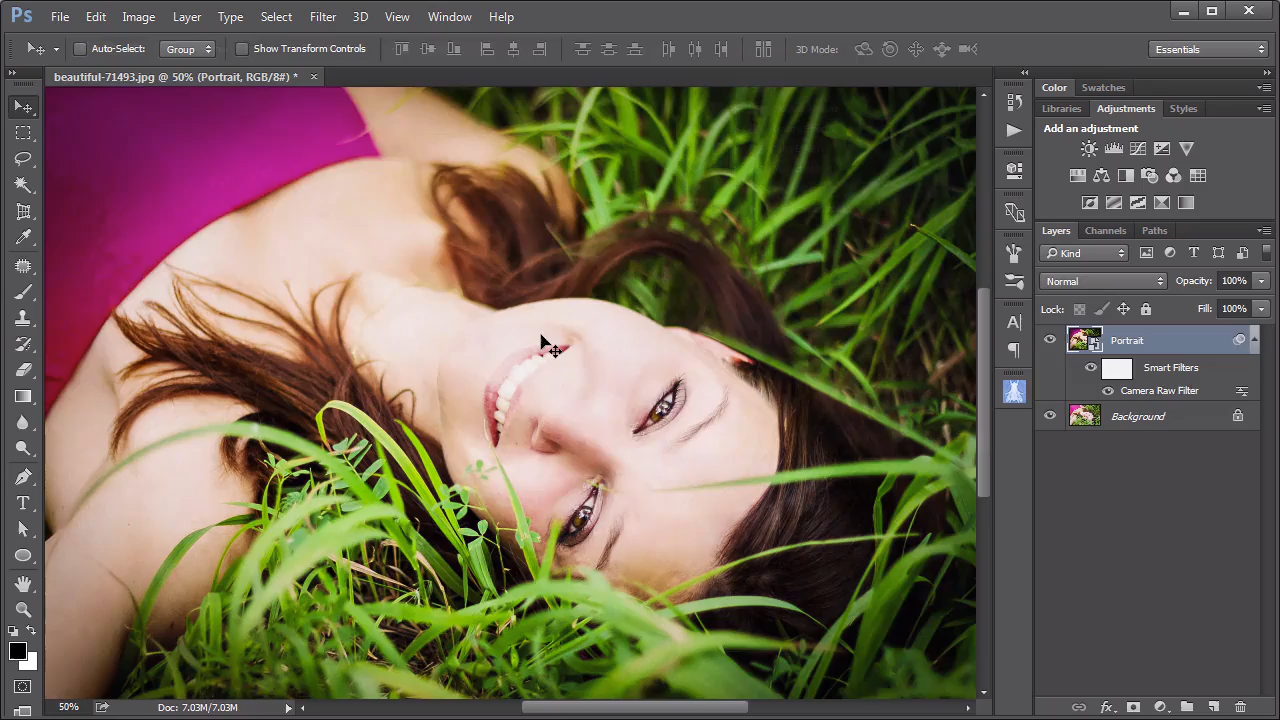 Ps File Edit Image Layer Type Select Filter 3D View Window Help
Auto-Select: Group Show Transform Controls 3D Mode: Essentials
beautiful-71493.jpg @ 50% (Portrait, RGB/8#) * ×
Color Swatches
Libraries Adjustments Styles
Add an adjustment
Layers Channels Paths
Kind
Normal Opacity: 100%
Lock: Fill: 100%
Portrait
Smart Filters
Camera Raw Filter
Background
50% Doc: 7.03M/7.03M